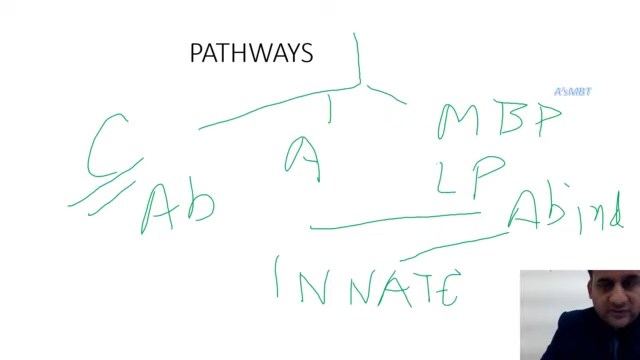 PATHWAYS
ASMBT
C
A
MBP
Ab
LP
Ab ind
INNATE